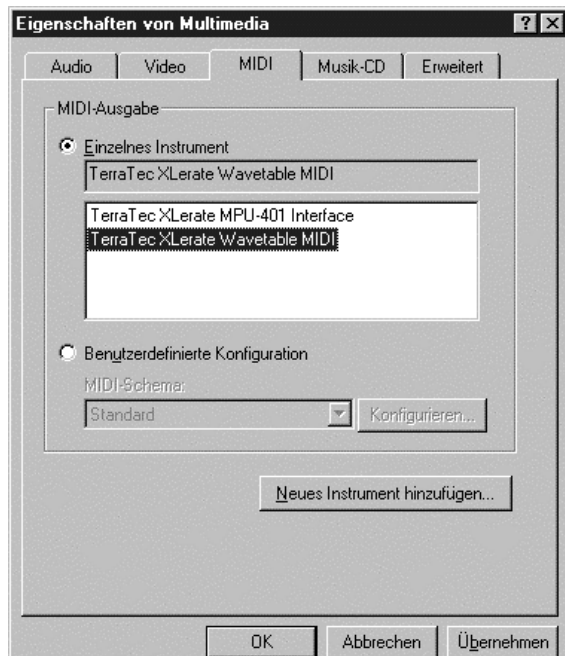 Eigenschaften von Multimedia
Audio Video MIDI Musik-CD Erweitert
MIDI-Ausgabe
Einzelnes Instrument
TerraTec XLerate Wavetable MIDI
TerraTec XLerate MPU-401 Interface
TerraTec XLerate Wavetable MIDI
Benutzerdefinierte Konfiguration
MIDI-Schema:
Standard Konfigurieren...
Neues Instrument hinzufügen...
OK Abbrechen Übernehmen